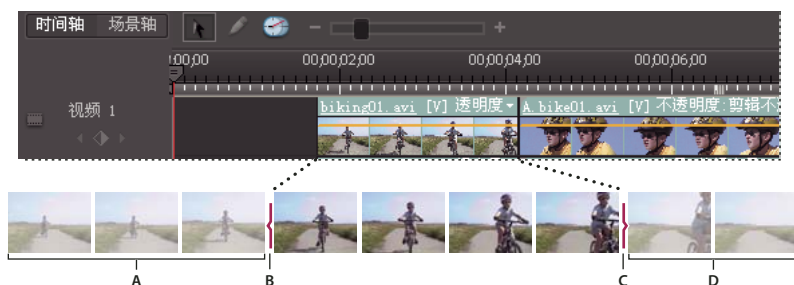 时间轴 场景轴
;00;00 00;00;02;00 00;00;04;00 00;00;06;00
视频 1
biking01.avi [V] 透明度 A.bike01.avi [V] 不透明度:剪辑不
A B C D